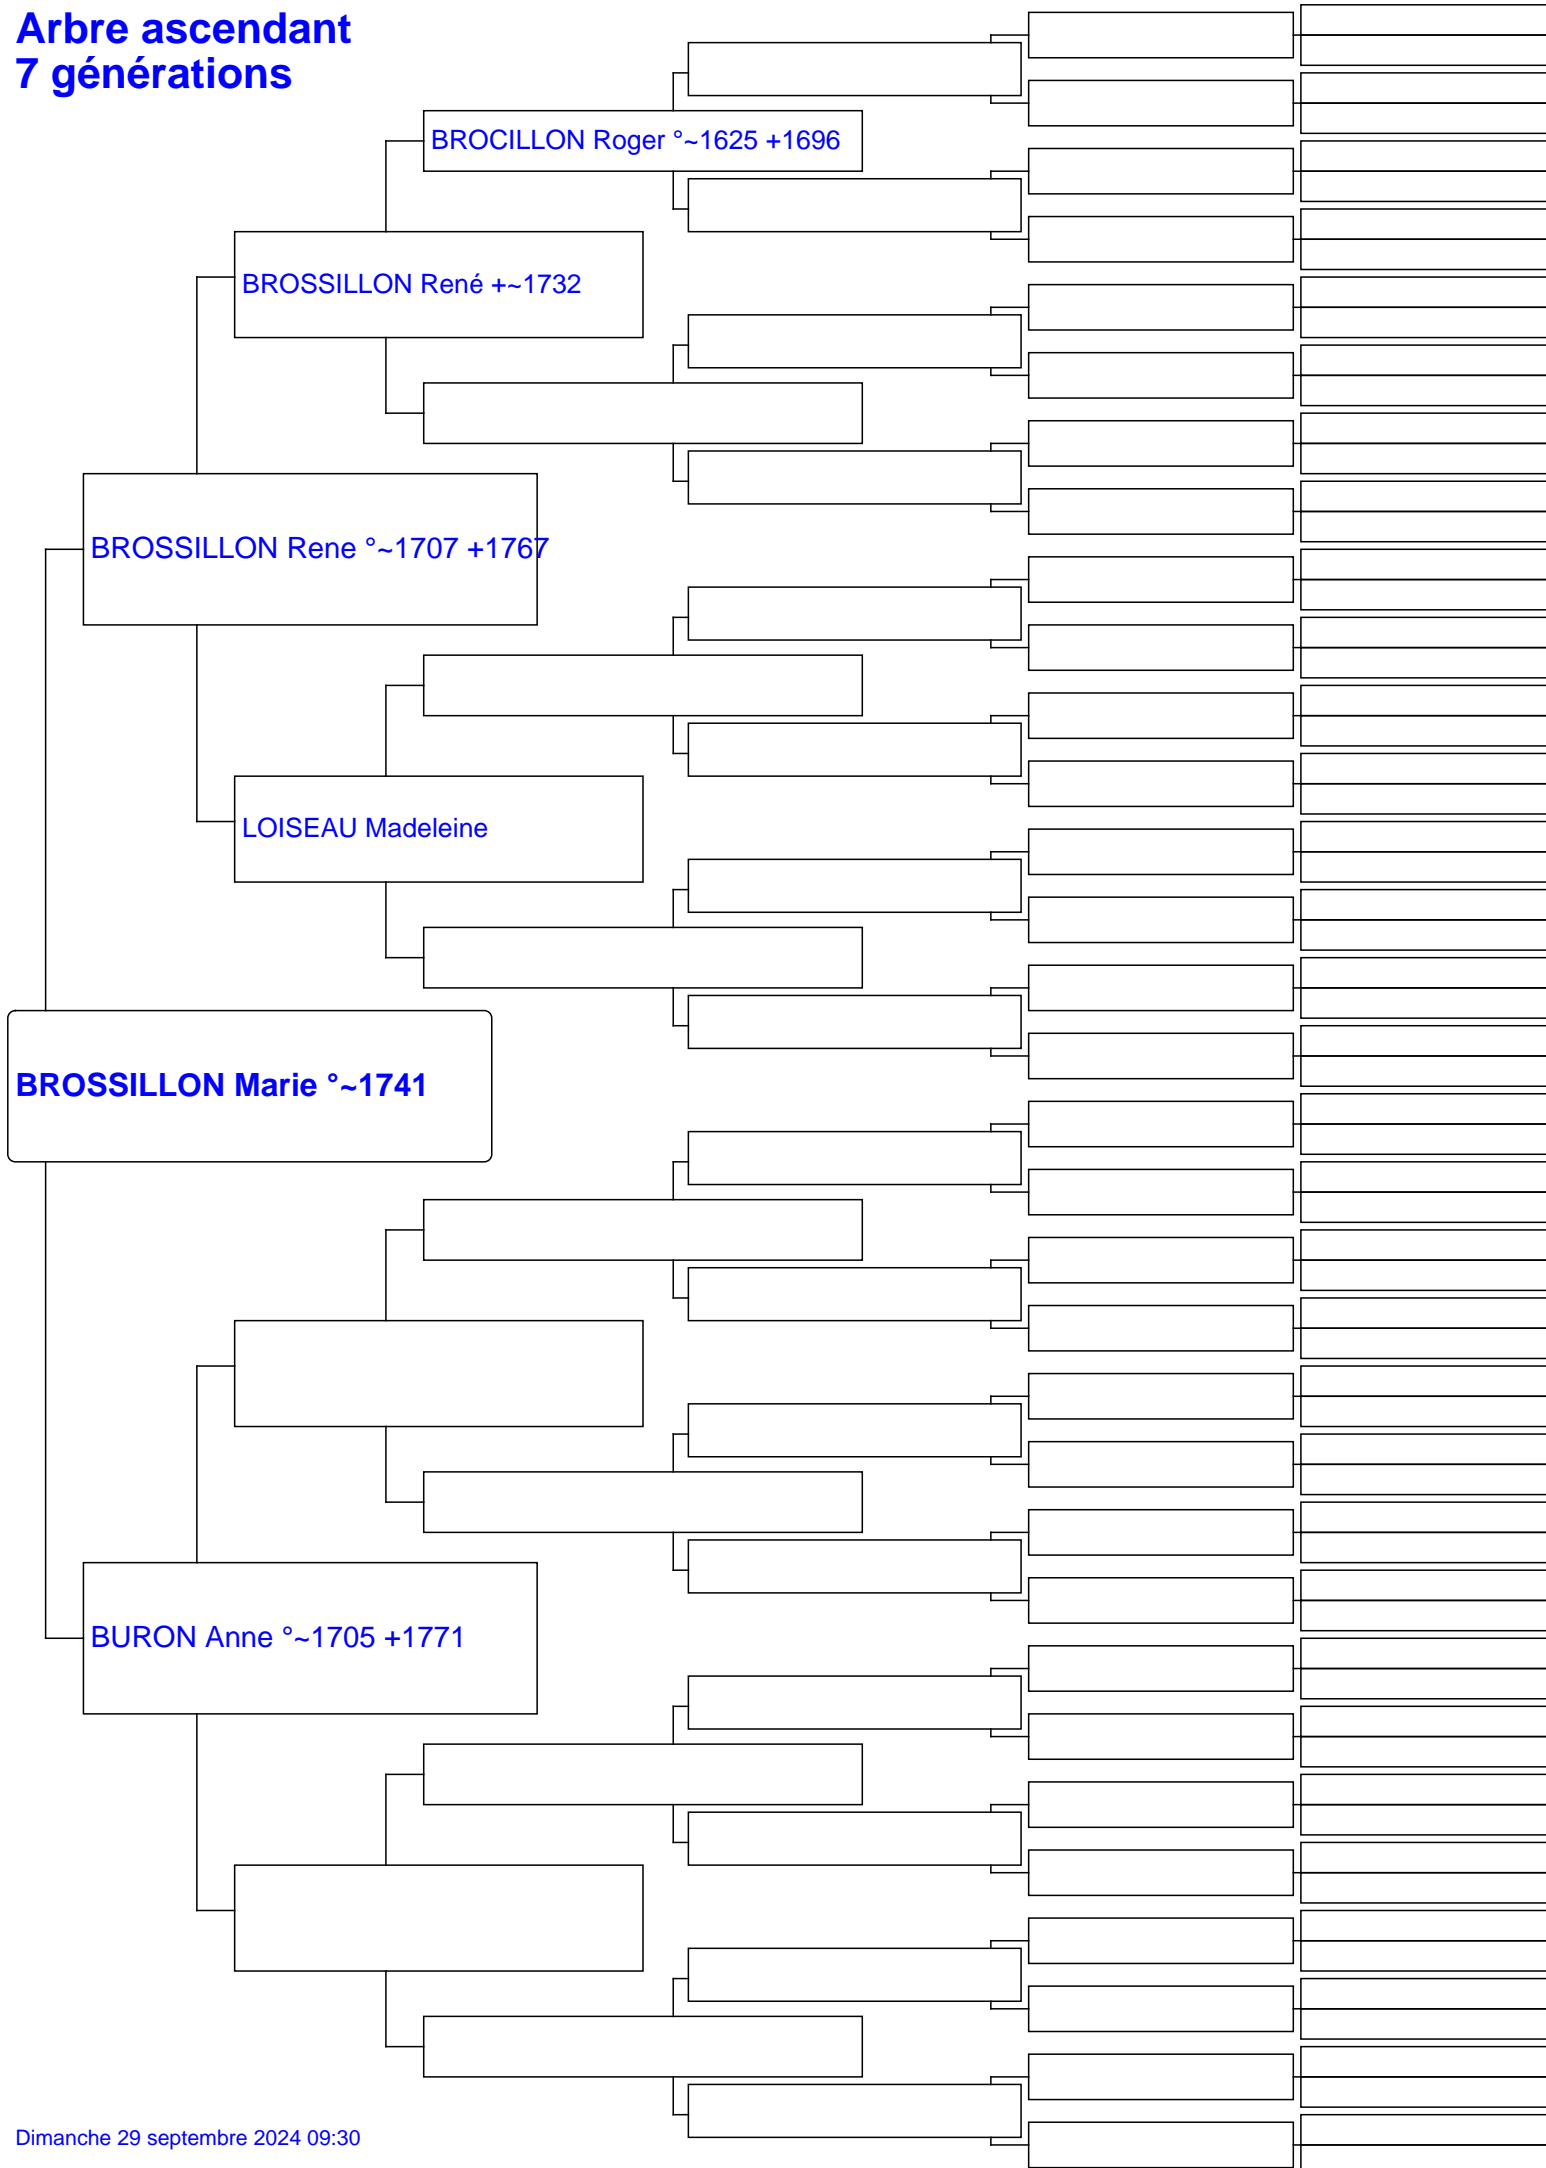 Arbre ascendant
7 générations
BROCILLON Roger °~1625 +1696
BROSSILLON René +~1732
BROSSILLON Rene °~1707 +1767
LOISEAU Madeleine
BROSSILLON Marie °~1741
BURON Anne °~1705 +1771
Dimanche 29 septembre 2024 09:30